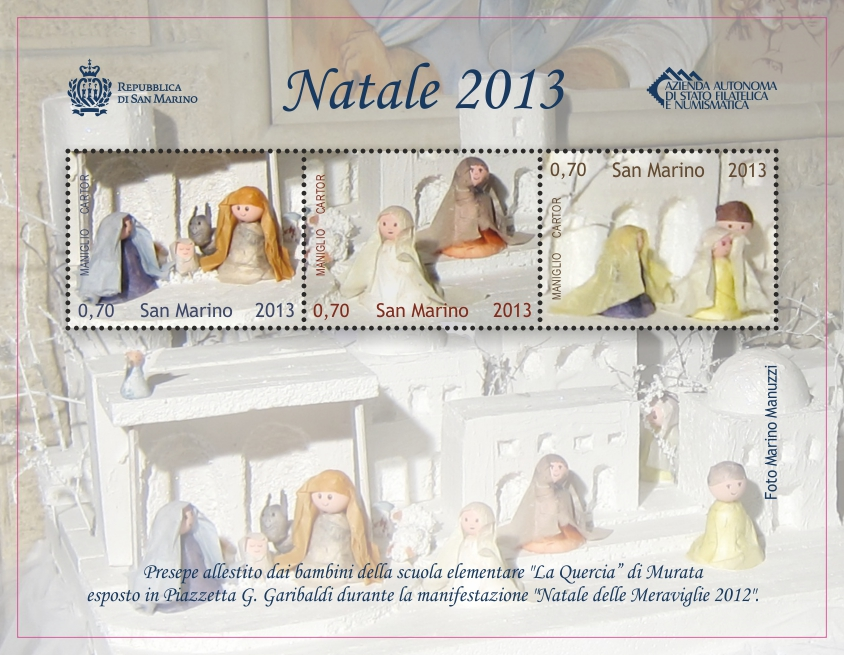 REPUBBLICA
DI SAN MARINO
Natale 2013
AZIENDA AUTONOMA
DI STATO FILATELICA
E NUMISMATICA
MANIGLIO CARTOR
0,70 San Marino 2013
MANIGLIO CARTOR
0,70 San Marino 2013
0,70 San Marino 2013
MANIGLIO CARTOR
Foto Marino Manuzzi
Presepe allestito dai bambini della scuola elementare "La Quercia” di Murata
esposto in Piazzetta G. Garibaldi durante la manifestazione "Natale delle Meraviglie 2012".